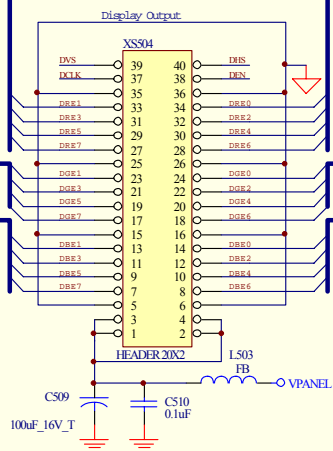 Display Output
XS504
DVS 39 40 DHS
DCLK 37 38 DEN
35 36
DRE1 33 34 DRE0
DRE3 31 32 DRE2
DRE5 29 30 DRE4
DRE7 27 28 DRE6
25 26
DGE1 23 24 DGE0
DGE3 21 22 DGE2
DGE5 19 20 DGE4
DGE7 17 18 DGE6
15 16
DBE1 13 14 DBE0
DBE3 11 12 DBE2
DBE5 9 10 DBE4
DBE7 7 8 DBE6
5 6
3 4
1 2
HEADER 20X2
L503
FB
VPANEL
C509
100uF_16V_T
C510
0.1uF